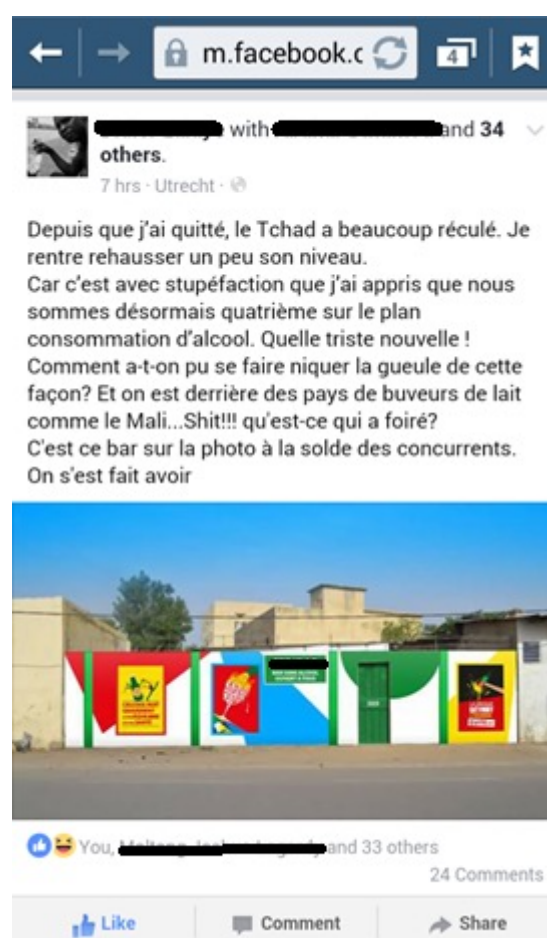 m.facebook.c
4
with and 34
others.
7 hrs · Utrecht ·
Depuis que j'ai quitté, le Tchad a beaucoup réculé. Je
rentre rehausser un peu son niveau.
Car c'est avec stupéfaction que j'ai appris que nous
sommes désormais quatrième sur le plan
consommation d'alcool. Quelle triste nouvelle !
Comment a-t-on pu se faire niquer la gueule de cette
façon? Et on est derrière des pays de buveurs de lait
comme le Mali...Shit!!! qu'est-ce qui a foiré?
C'est ce bar sur la photo à la solde des concurrents.
On s'est fait avoir
You, and 33 others
24 Comments
Like
Comment
Share